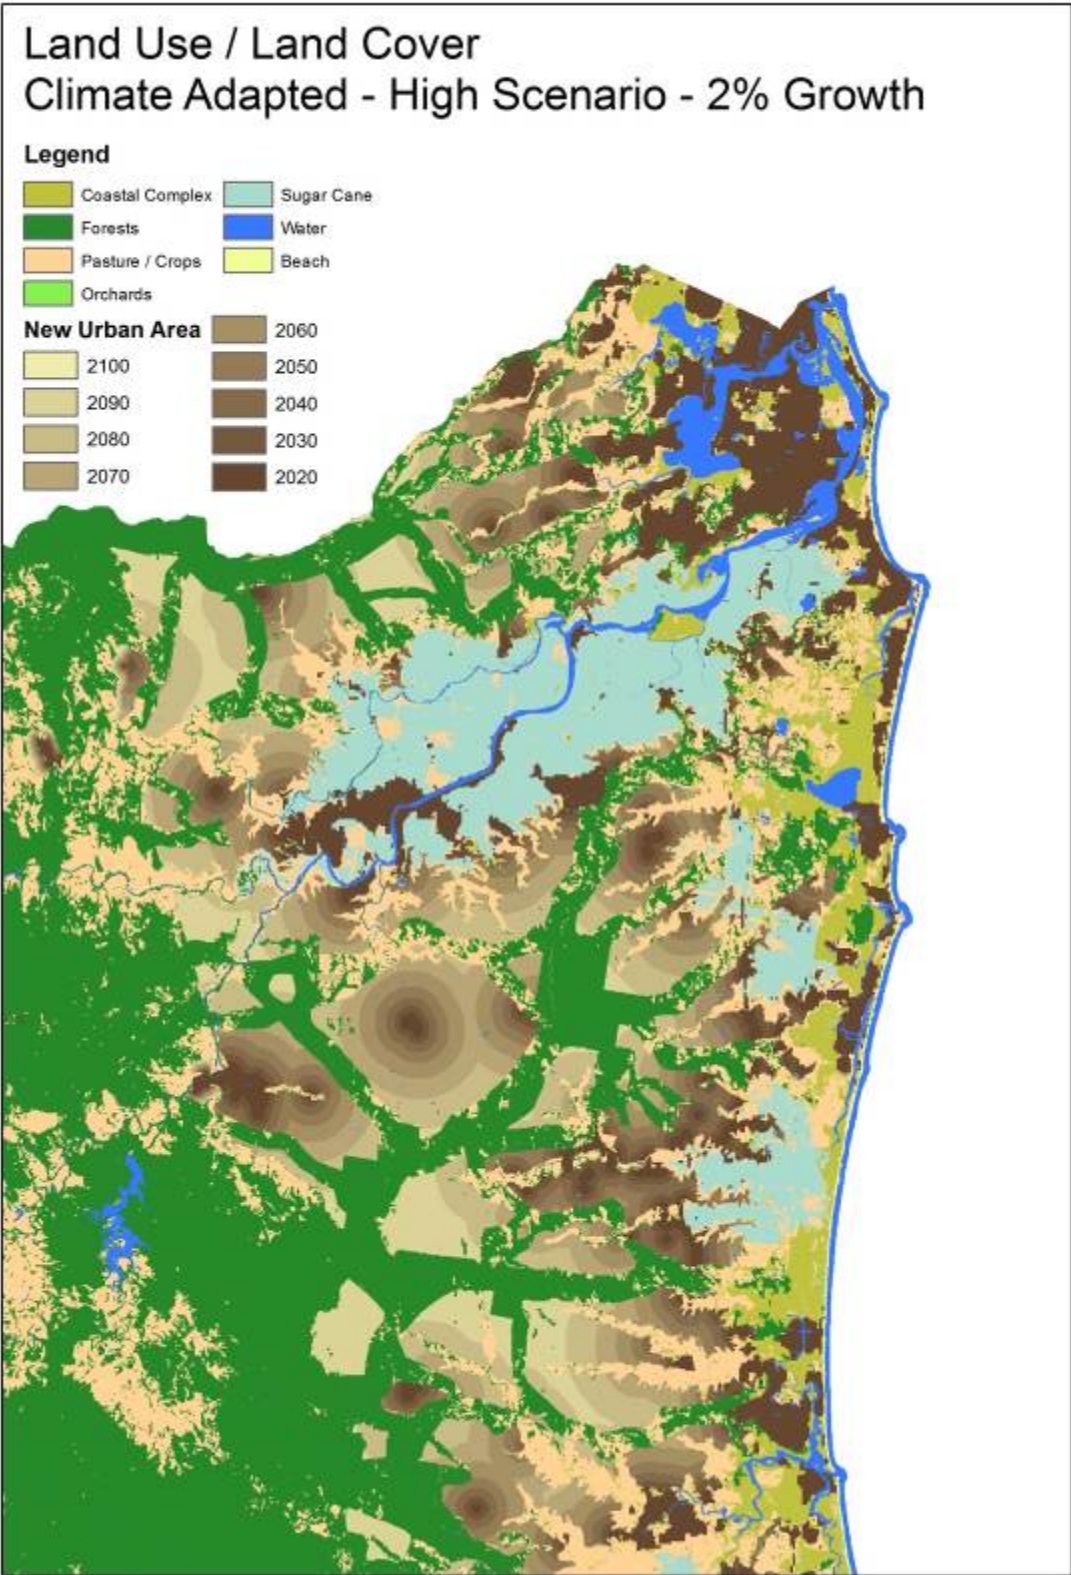 Land Use / Land Cover
Climate Adapted - High Scenario - 2% Growth
Legend
Coastal Complex
Forests
Pasture / Crops
Orchards
Sugar Cane
Water
Beach
New Urban Area
2100
2090
2080
2070
2060
2050
2040
2030
2020